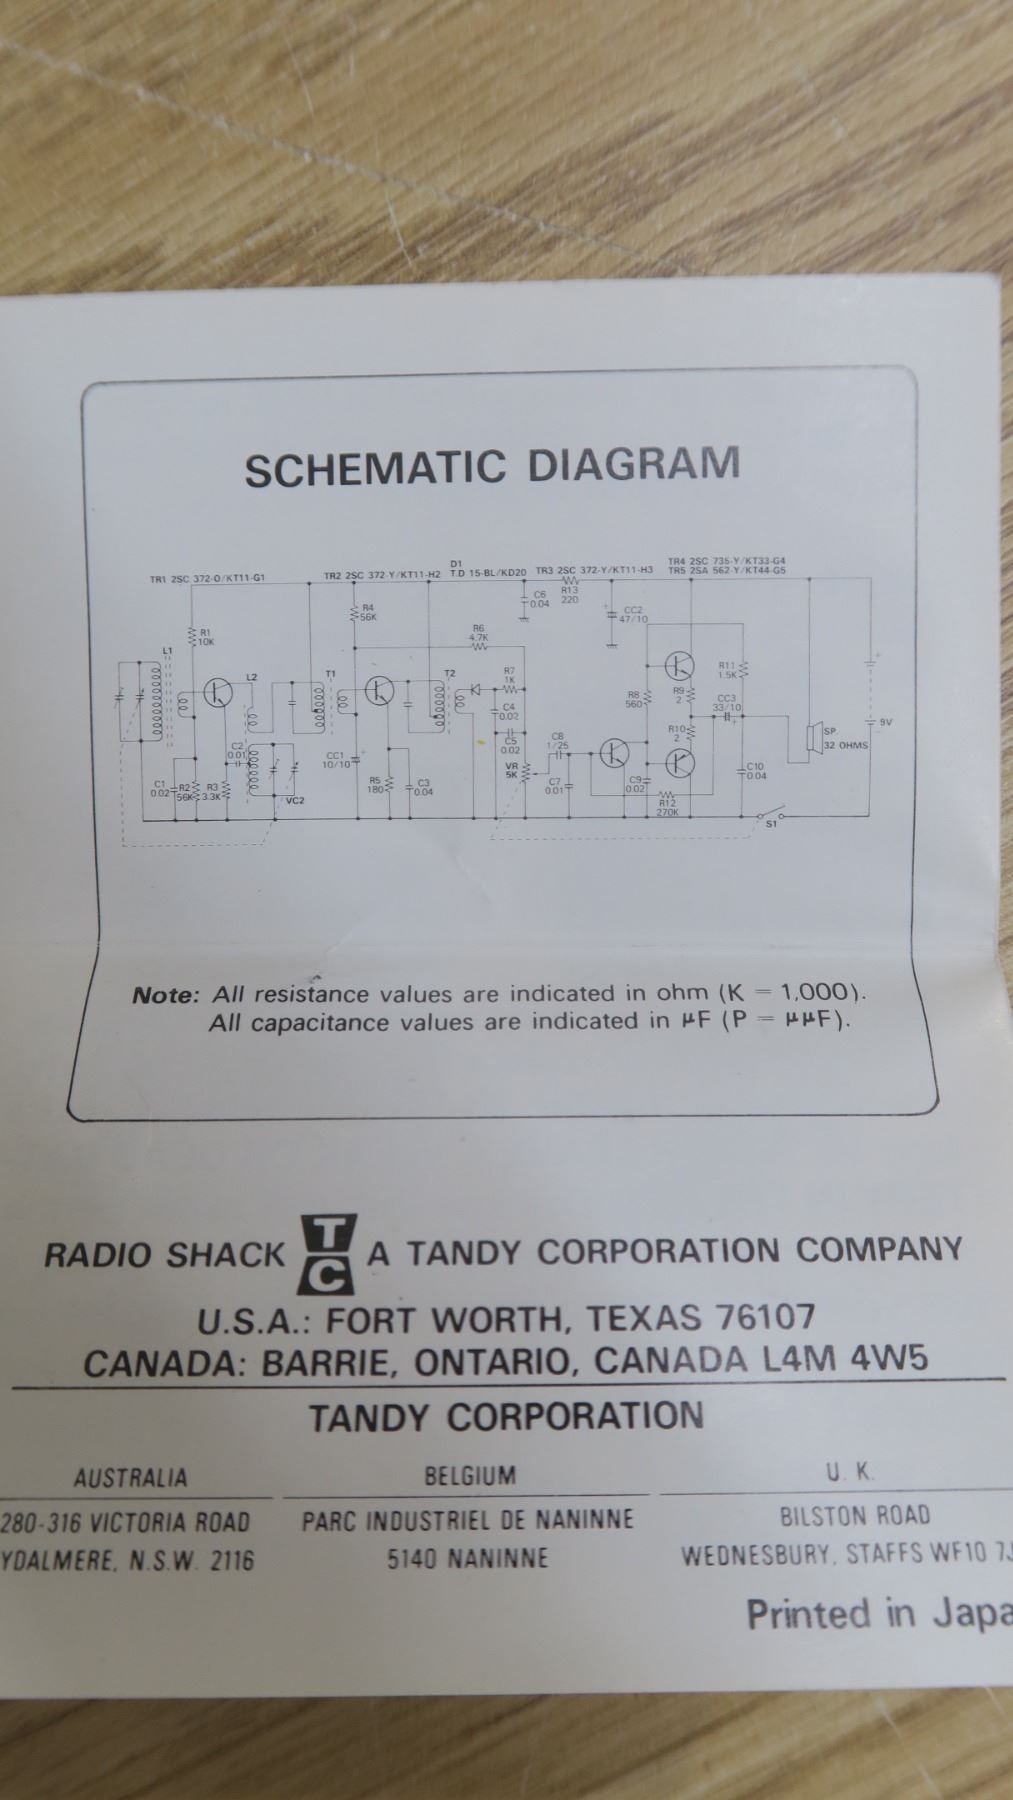 SCHEMATIC DIAGRAM
TR1 2SC 372-O/KT11-G1
TR2 2SC 372-Y/KT11-H2
D1
T.D 15-BL/KD20
TR3 2SC 372-Y/KT11-H3
TR4 2SC 735-Y/KT33-G4
TR5 2SA 562-Y/KT44-G5
R1
10K
L1
L2
C1
0.02
R2
56K
R3
3.3K
C2
0.01
VC2
T1
R4
56K
CC1
10/10
R5
180
C3
0.04
T2
R6
4.7K
R7
1K
C4
0.02
C5
0.02
VR
5K
C6
0.04
R13
220
CC2
47/10
C8
1/25
C7
0.01
R8
560
C9
0.02
R9
2
R10
2
R12
270K
R11
1.5K
CC3
33/10
C10
0.04
SP
32 OHMS
9V
S1
Note: All resistance values are indicated in ohm (K = 1,000).
All capacitance values are indicated in μF (P = μμF).
RADIO SHACK TC A TANDY CORPORATION COMPANY
U.S.A.: FORT WORTH, TEXAS 76107
CANADA: BARRIE, ONTARIO, CANADA L4M 4W5
TANDY CORPORATION
AUSTRALIA
280-316 VICTORIA ROAD
YDALMERE, N.S.W. 2116
BELGIUM
PARC INDUSTRIEL DE NANINNE
5140 NANINNE
U. K.
BILSTON ROAD
WEDNESBURY, STAFFS WF10 7J
Printed in Japa